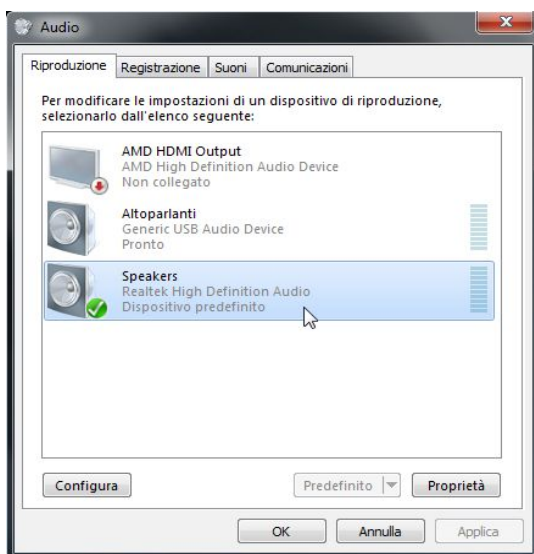 Audio
Riproduzione Registrazione Suoni Comunicazioni
Per modificare le impostazioni di un dispositivo di riproduzione,
selezionarlo dall'elenco seguente:
AMD HDMI Output
AMD High Definition Audio Device
Non collegato
Altoparlanti
Generic USB Audio Device
Pronto
Speakers
Realtek High Definition Audio
Dispositivo predefinito
Configura Predefinito Proprietà
OK Annulla Applica